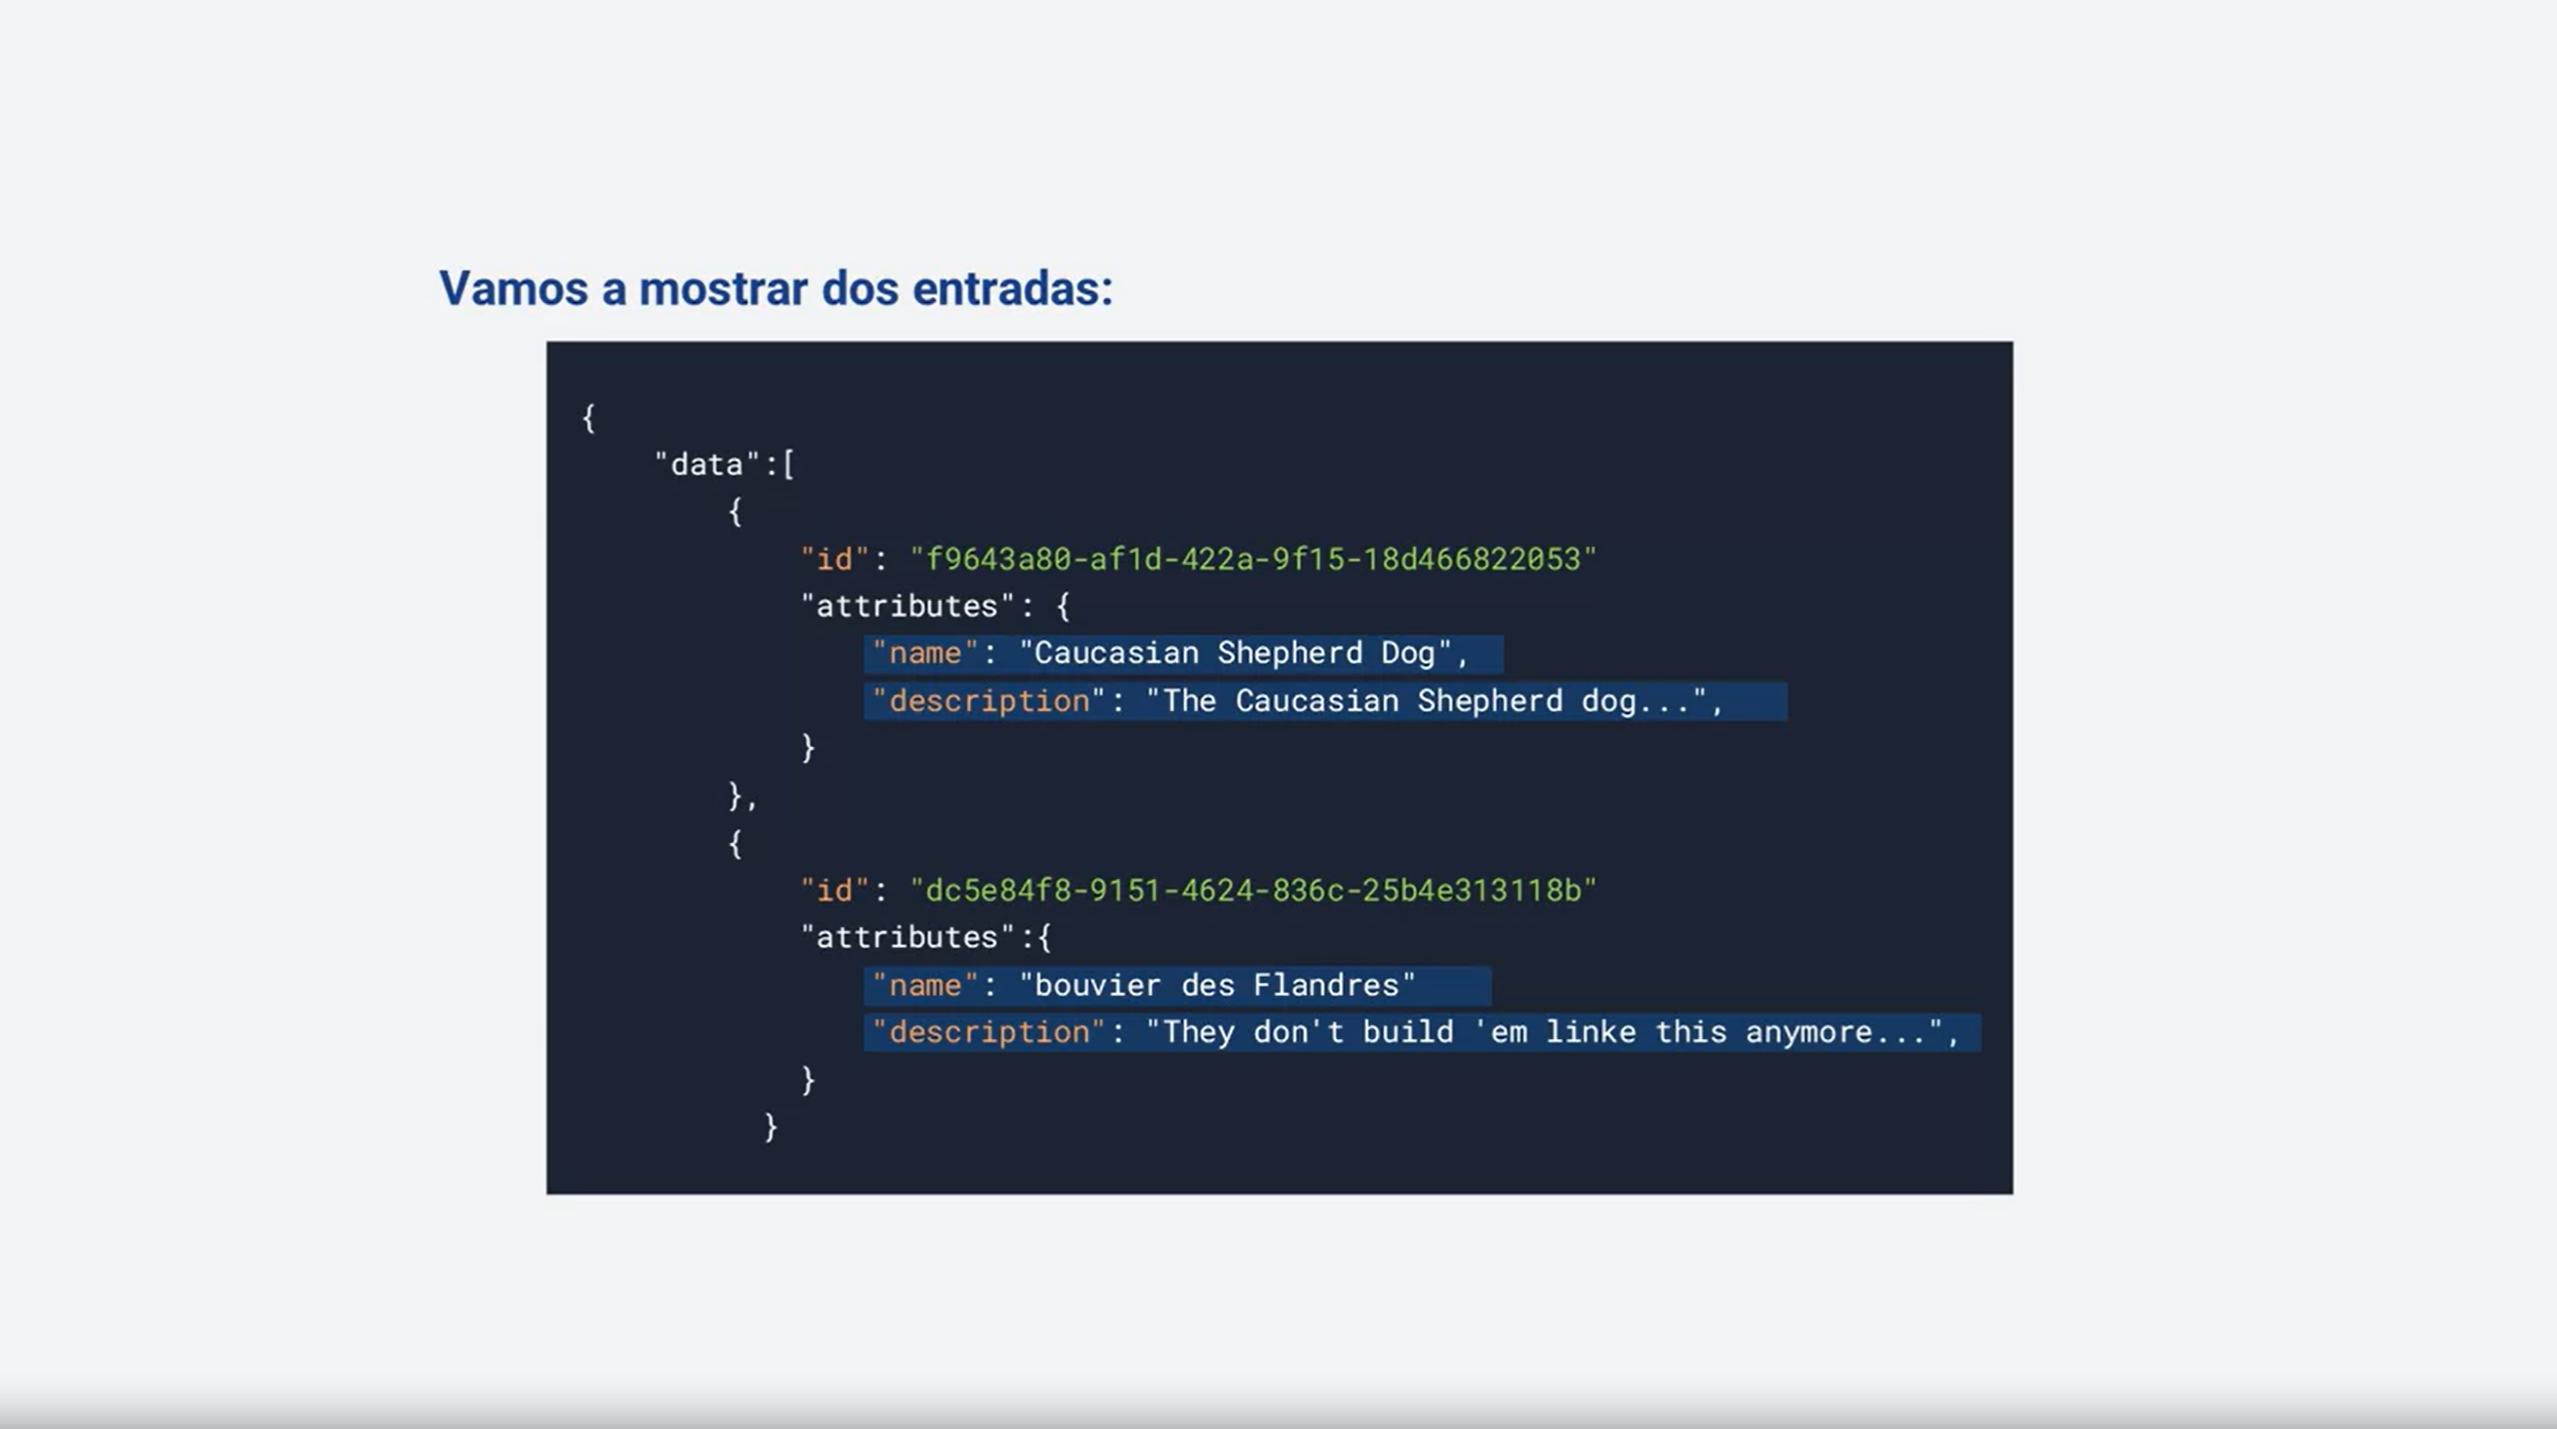 Vamos a mostrar dos entradas:
{
"data":[
{
"id": "f9643a80-af1d-422a-9f15-18d466822053"
"attributes": {
"name": "Caucasian Shepherd Dog",
"description": "The Caucasian Shepherd dog...",
}
},
{
"id": "dc5e84f8-9151-4624-836c-25b4e313118b"
"attributes":{
"name": "bouvier des Flandres"
"description": "They don't build 'em linke this anymore...",
}
}